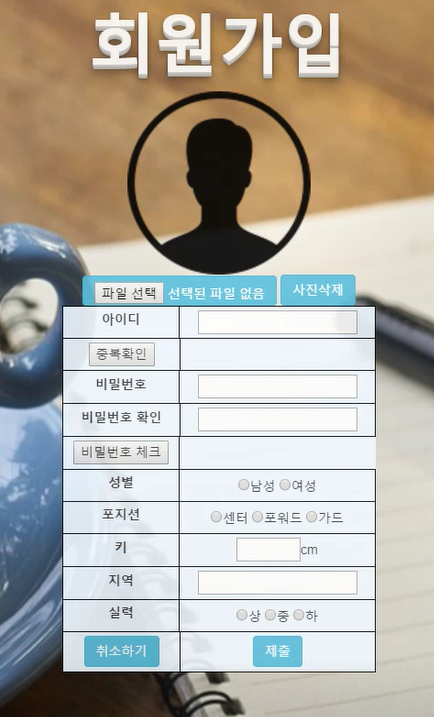 회원가입
파일 선택 선택된 파일 없음 사진삭제
아이디
중복확인
비밀번호
비밀번호 확인
비밀번호 체크
성별 남성 여성
포지션 센터 포워드 가드
키 cm
지역
실력 상 중 하
취소하기 제출